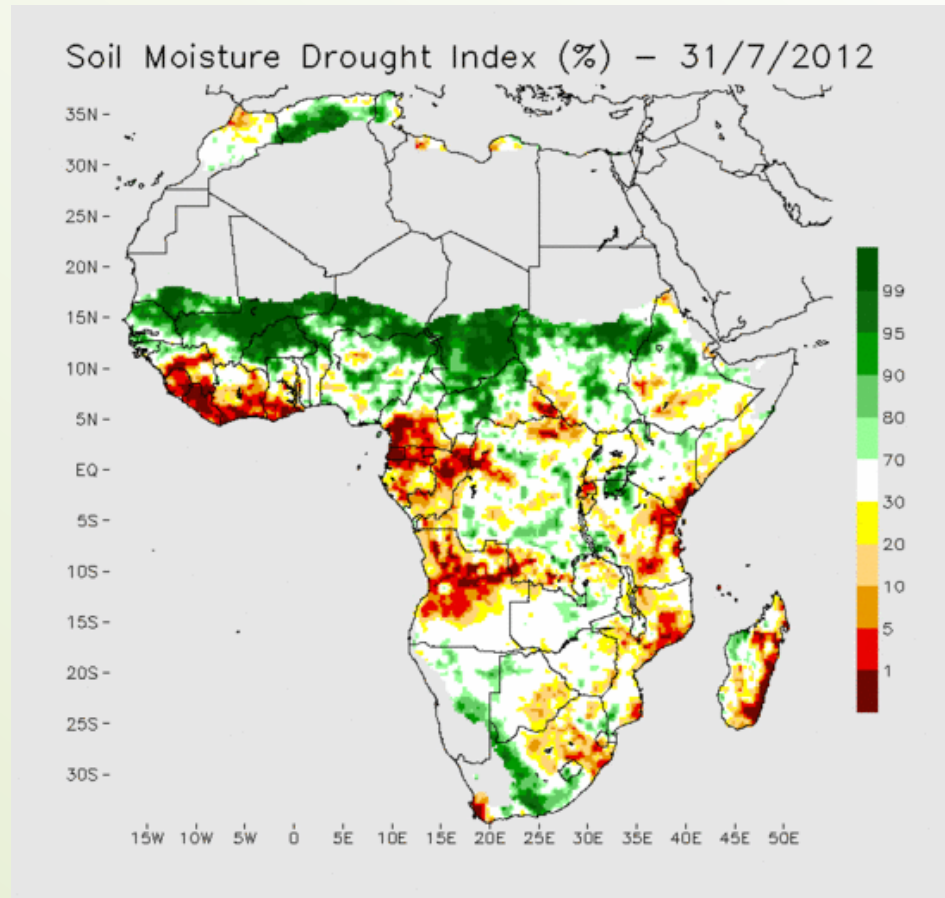 Soil Moisture Drought Index (%) – 31/7/2012
35N
30N
25N
20N
15N
10N
5N
EQ
5S
10S
15S
20S
25S
30S
15W 10W 5W 0 5E 10E 15E 20E 25E 30E 35E 40E 45E 50E
99
95
90
80
70
30
20
10
5
1